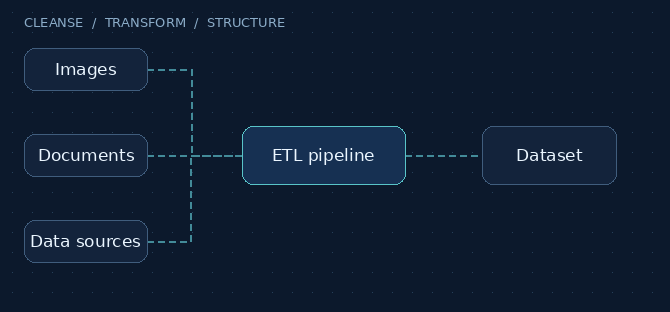 CLEANSE / TRANSFORM / STRUCTURE
Images
Documents
Data sources
ETL pipeline
Dataset